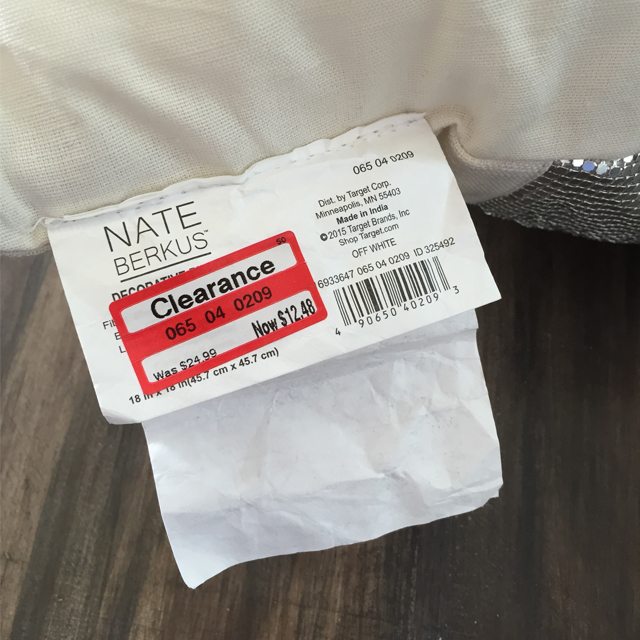 NATE
BERKUS™
DECORATIVE
Clearance
50
065 04 0209
Was $24.99
Now $12.48
18 in x 18 in(45.7 cm x 45.7 cm)
065 04 0209
Dist. by Target Corp.
Minneapolis, MN 55403
Made in India
©2015 Target Brands, Inc
Shop Target.com
OFF WHITE
6933647 065 04 0209 ID 325492
4 90650 40209 3